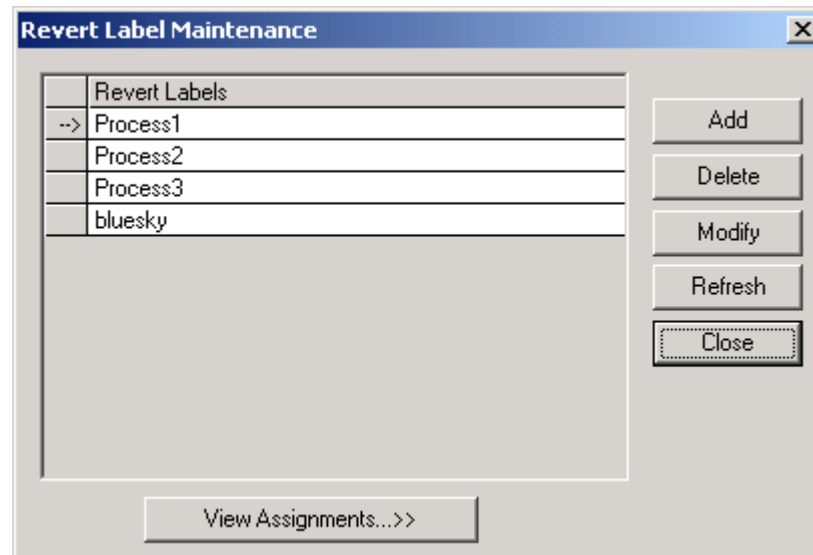 Revert Label Maintenance
Revert Labels
--> Process1
Process2
Process3
bluesky
Add
Delete
Modify
Refresh
Close
View Assignments...>>